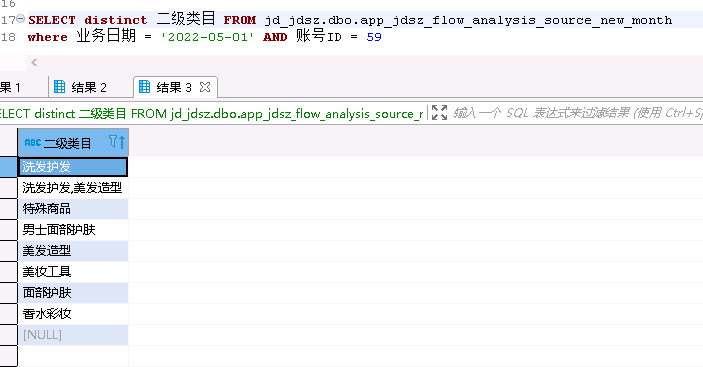 16
17 SELECT distinct 二级类目 FROM jd_jdsz.dbo.app_jdsz_flow_analysis_source_new_month
18 where 业务日期 = '2022-05-01' AND 账号ID = 59
果 1 结果 2 结果 3
ELECT distinct 二级类目 FROM jd_jdsz.dbo.app_jdsz_flow_analysis_source_r 输入一个 SQL 表达式来过滤结果 (使用 Ctrl+S
ABC 二级类目
洗发护发
洗发护发,美发造型
特殊商品
男士面部护肤
美发造型
美妆工具
面部护肤
香水彩妆
[NULL]